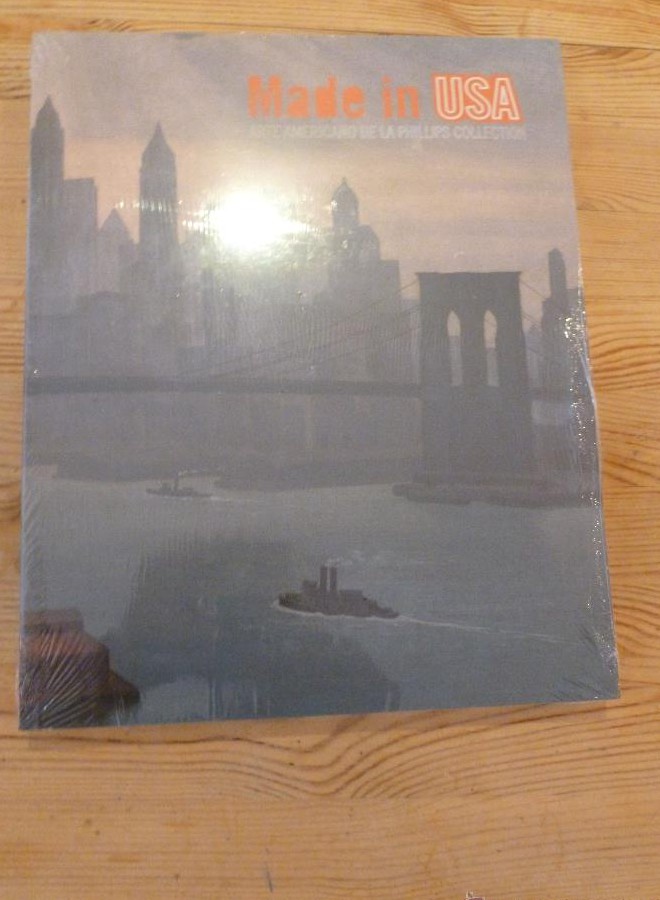 Made in USA
ARTE AMERICANO DE LA PHILLIPS COLLECTION